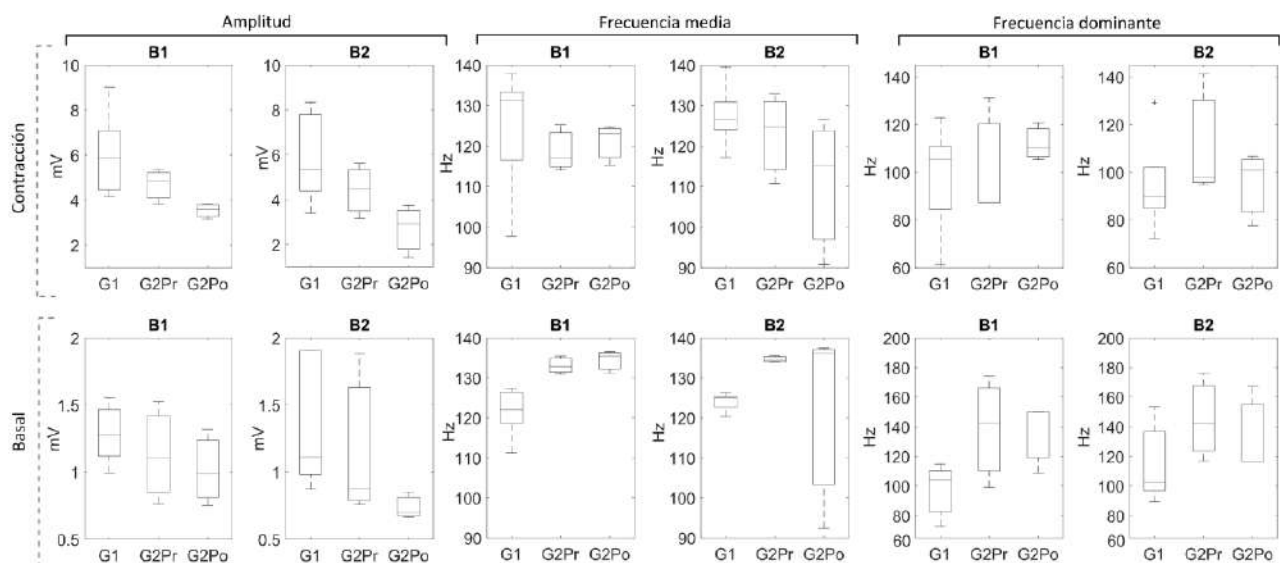 Amplitud Frecuencia media Frecuencia dominante
Contracción
B1 B2 B1 B2 B1 B2
10 10 140 140 140 140
8 8 130 130 120 120
6 6 120 120 100 100
4 4 110 110 80 80
2 2 100 100 60 60
90 90
mV mV Hz Hz Hz Hz
G1 G2Pr G2Po G1 G2Pr G2Po G1 G2Pr G2Po G1 G2Pr G2Po G1 G2Pr G2Po G1 G2Pr G2Po
Basal
B1 B2 B1 B2 B1 B2
2 2 140 140 200 200
1.5 1.5 130 130 180 180
1 1 120 120 160 160
0.5 0.5 110 110 140 140
100 100 120 120
90 90 100 100
80 80
60 60
mV mV Hz Hz Hz Hz
G1 G2Pr G2Po G1 G2Pr G2Po G1 G2Pr G2Po G1 G2Pr G2Po G1 G2Pr G2Po G1 G2Pr G2Po